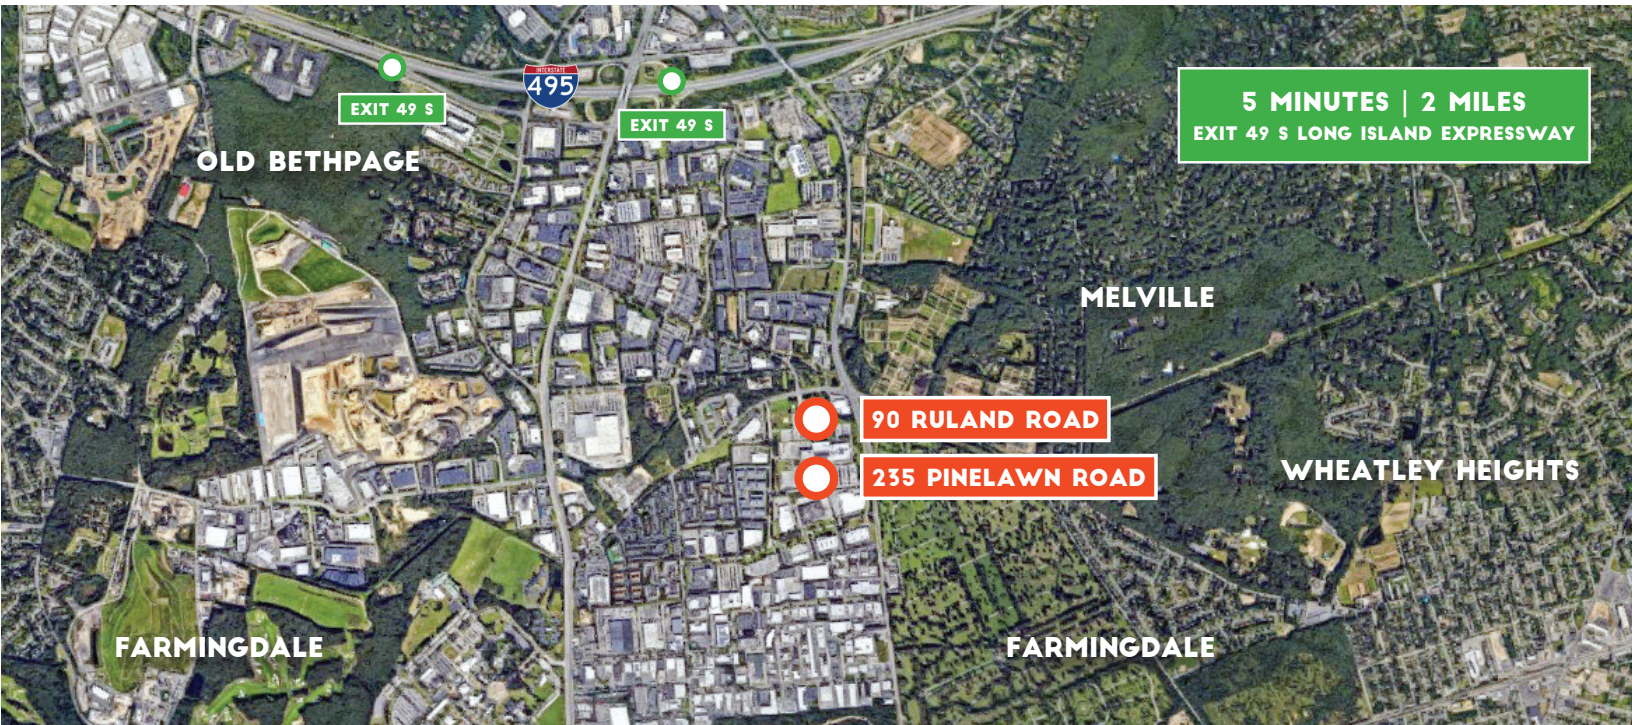 INTERSTATE
495
EXIT 49 S
EXIT 49 S
5 MINUTES | 2 MILES
EXIT 49 S LONG ISLAND EXPRESSWAY
OLD BETHPAGE
MELVILLE
90 RULAND ROAD
235 PINELAWN ROAD
WHEATLEY HEIGHTS
FARMINGDALE
FARMINGDALE